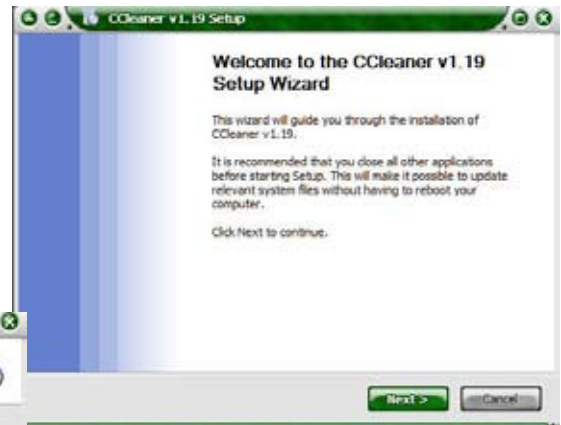 CCleaner v1.19 Setup
Welcome to the CCleaner v1.19
Setup Wizard
This wizard will guide you through the installation of
CCleaner v1.19.
It is recommended that you close all other applications
before starting Setup. This will make it possible to update
relevant system files without having to reboot your
computer.
Click Next to continue.
Next >
Cancel